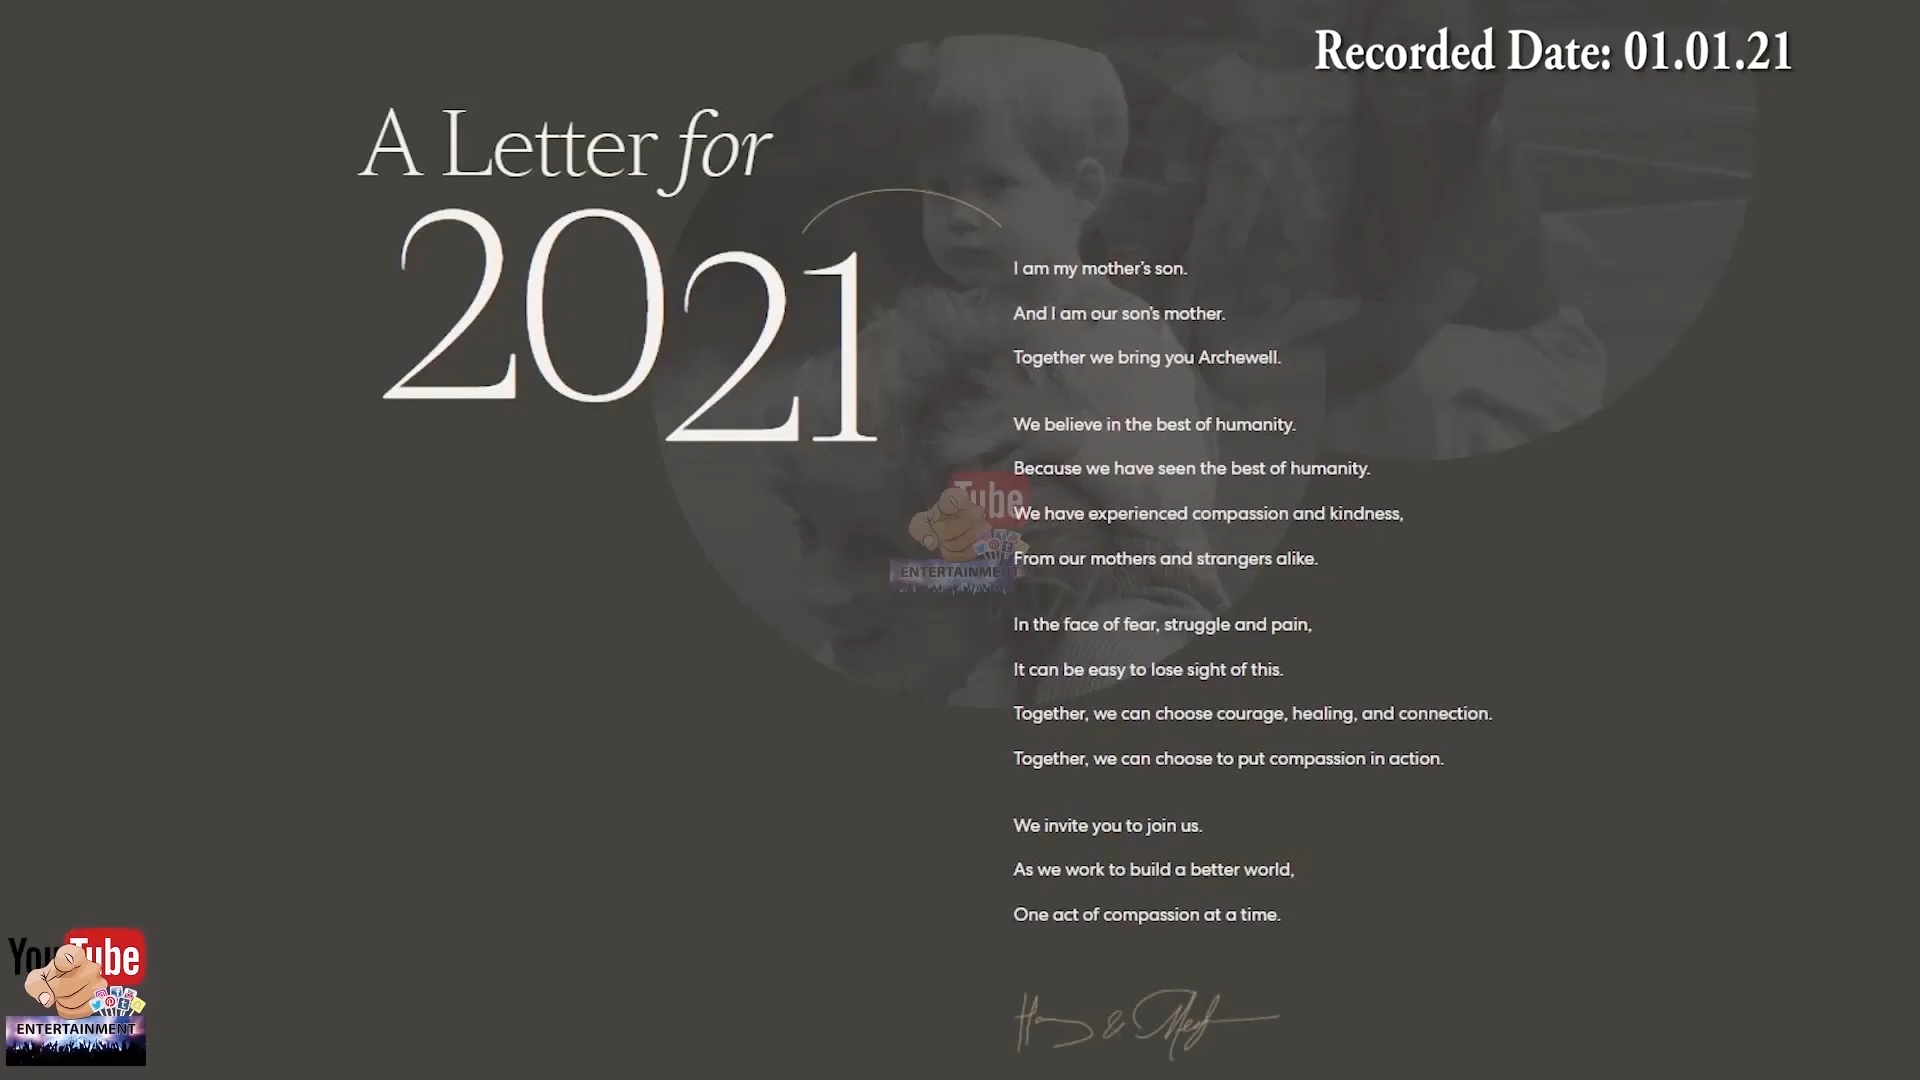 Recorded Date: 01.01.21
A Letter for
2021
I am my mother's son.
And I am our son's mother.
Together we bring you Archewell.
We believe in the best of humanity.
Because we have seen the best of humanity.
We have experienced compassion and kindness,
From our mothers and strangers alike.
In the face of fear, struggle and pain,
It can be easy to lose sight of this.
Together, we can choose courage, healing, and connection.
Together, we can choose to put compassion in action.
We invite you to join us.
As we work to build a better world,
One act of compassion at a time.
Harry & Meghan
Tube
ENTERTAINMENT
YouTube
ENTERTAINMENT